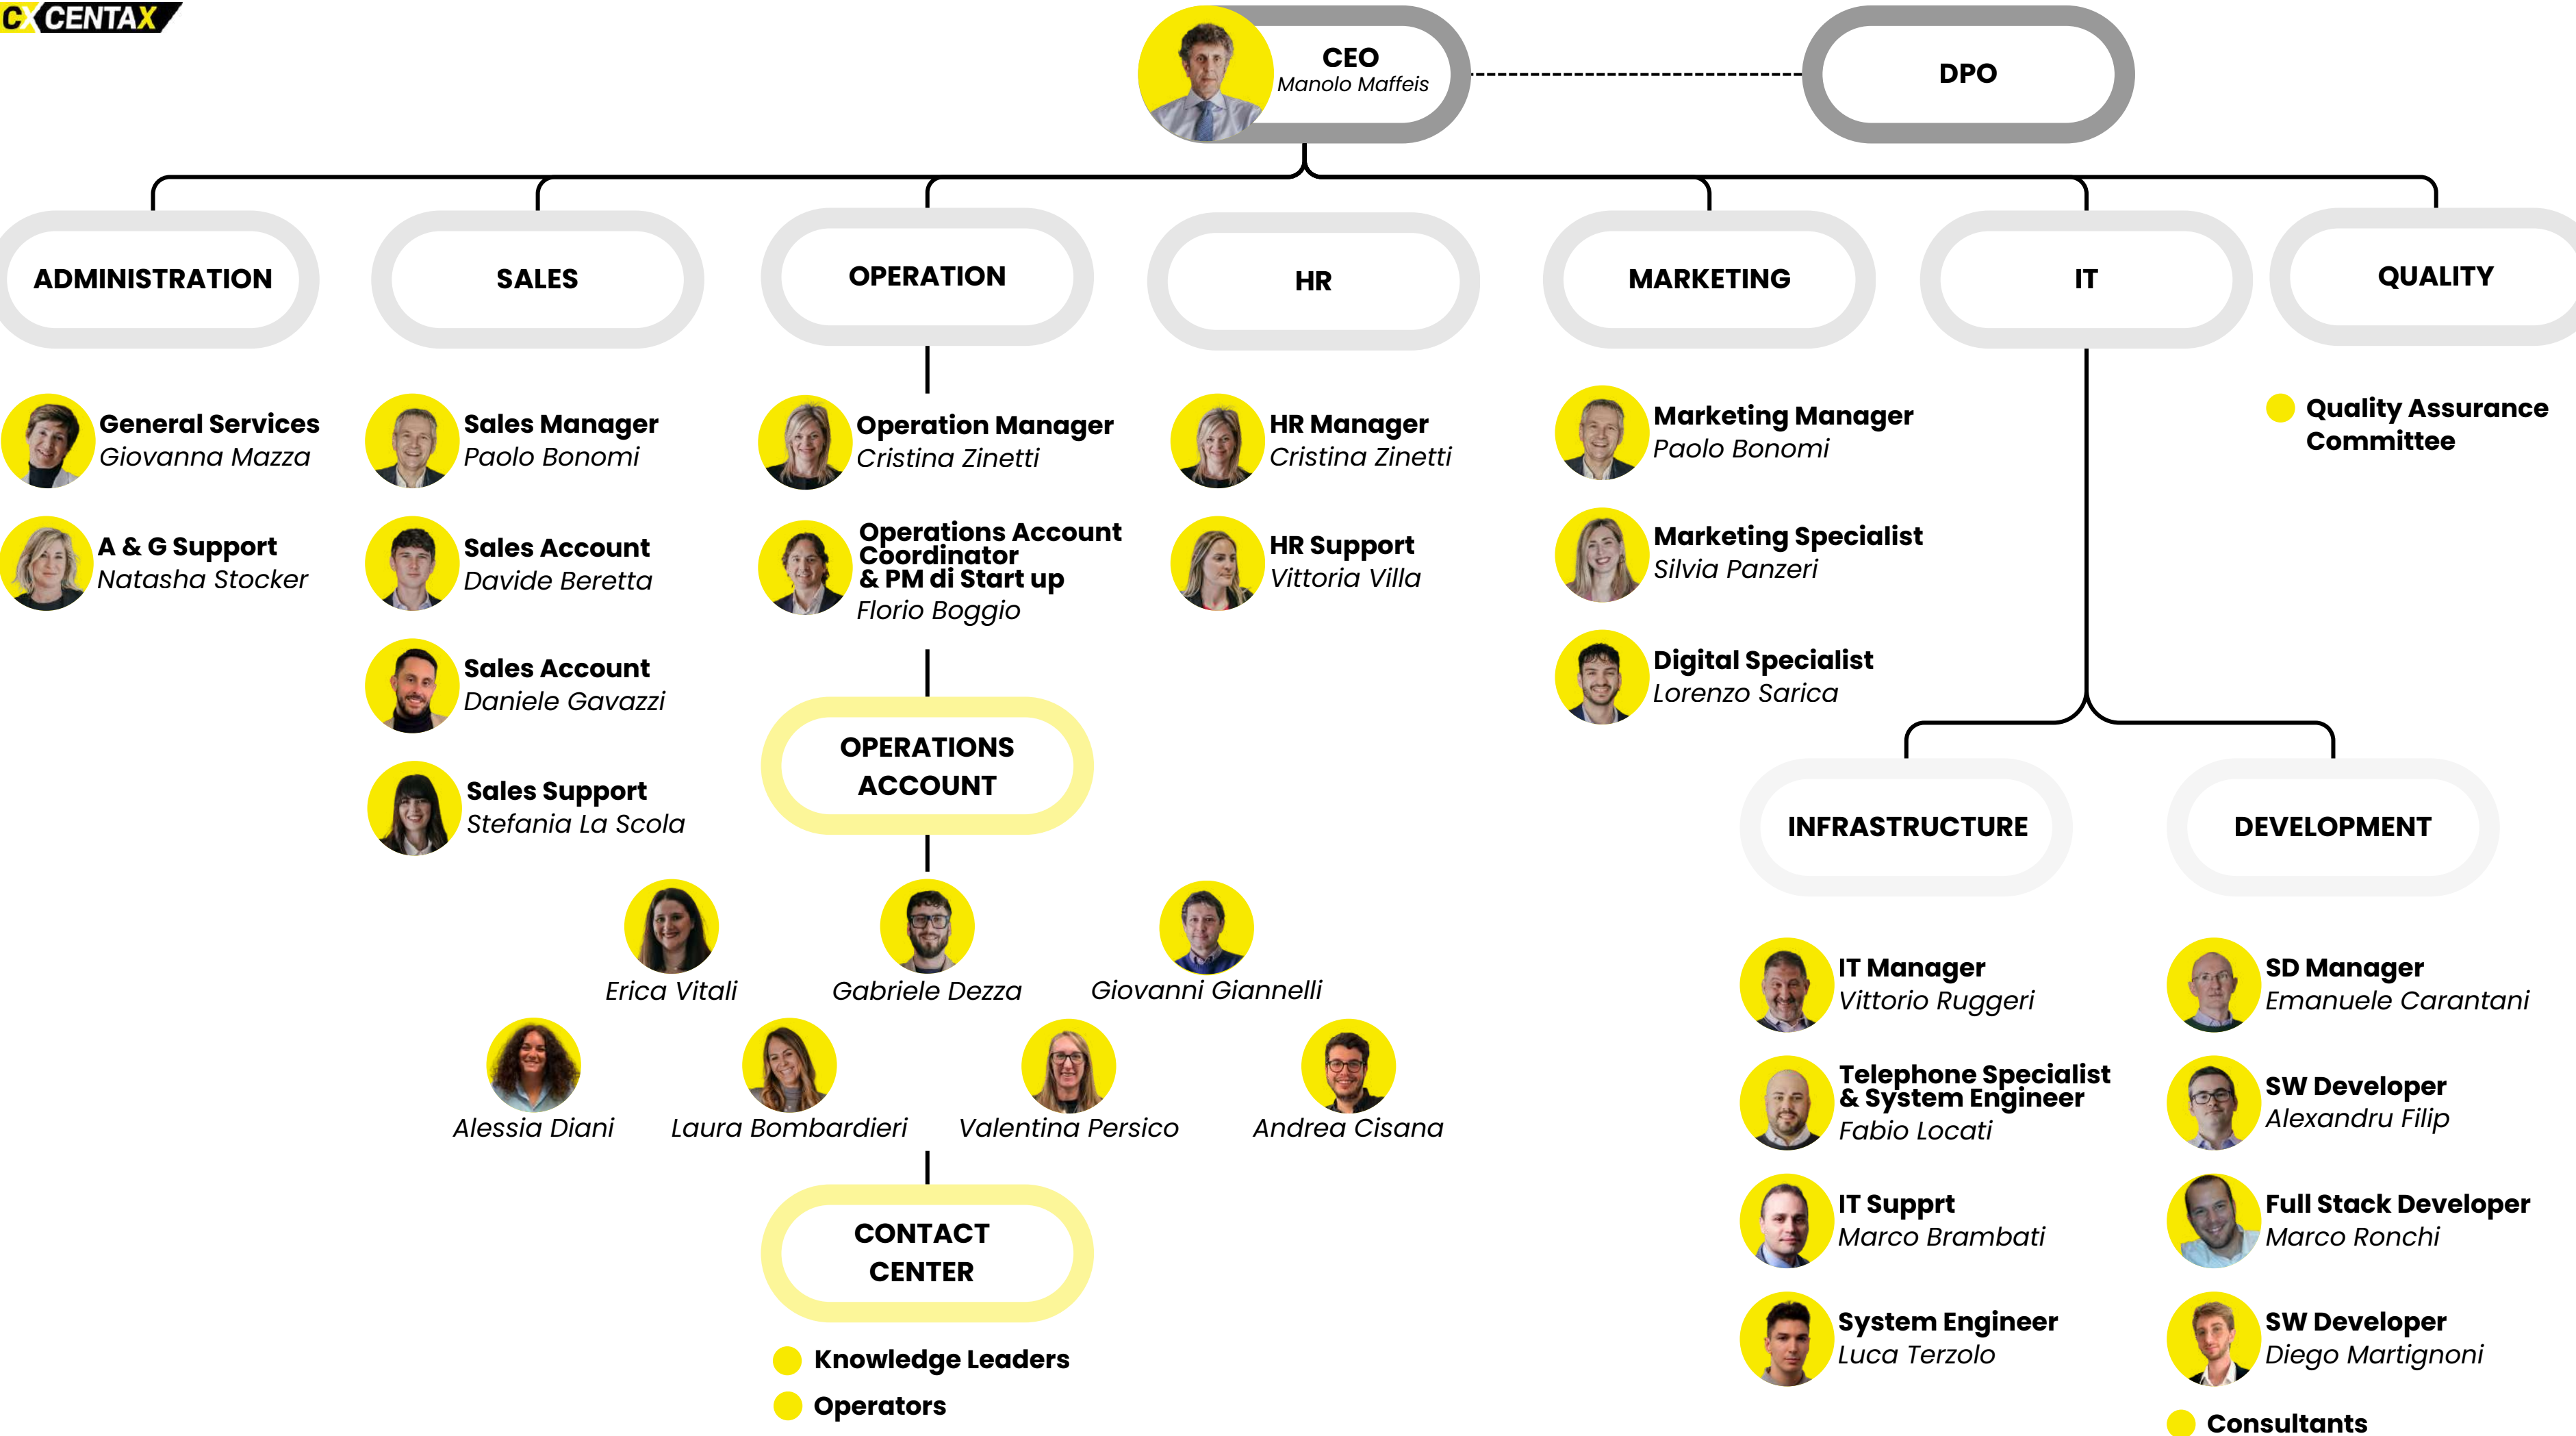 CX CENTAX
CEO
Manolo Maffeis
DPO
ADMINISTRATION
SALES
OPERATION
HR
MARKETING
IT
QUALITY
General Services
Giovanna Mazza
A & G Support
Natasha Stocker
Sales Manager
Paolo Bonomi
Sales Account
Davide Beretta
Sales Account
Daniele Gavazzi
Sales Support
Stefania La Scola
Operation Manager
Cristina Zinetti
Operations Account
Coordinator
& PM di Start up
Florio Boggio
OPERATIONS
ACCOUNT
Erica Vitali
Gabriele Dezza
Giovanni Giannelli
Alessia Diani
Laura Bombardieri
Valentina Persico
Andrea Cisana
CONTACT
CENTER
Knowledge Leaders
Operators
HR Manager
Cristina Zinetti
HR Support
Vittoria Villa
Marketing Manager
Paolo Bonomi
Marketing Specialist
Silvia Panzeri
Digital Specialist
Lorenzo Sarica
INFRASTRUCTURE
IT Manager
Vittorio Ruggeri
Telephone Specialist
& System Engineer
Fabio Locati
IT Supprt
Marco Brambati
System Engineer
Luca Terzolo
DEVELOPMENT
SD Manager
Emanuele Carantani
SW Developer
Alexandru Filip
Full Stack Developer
Marco Ronchi
SW Developer
Diego Martignoni
Consultants
Quality Assurance
Committee